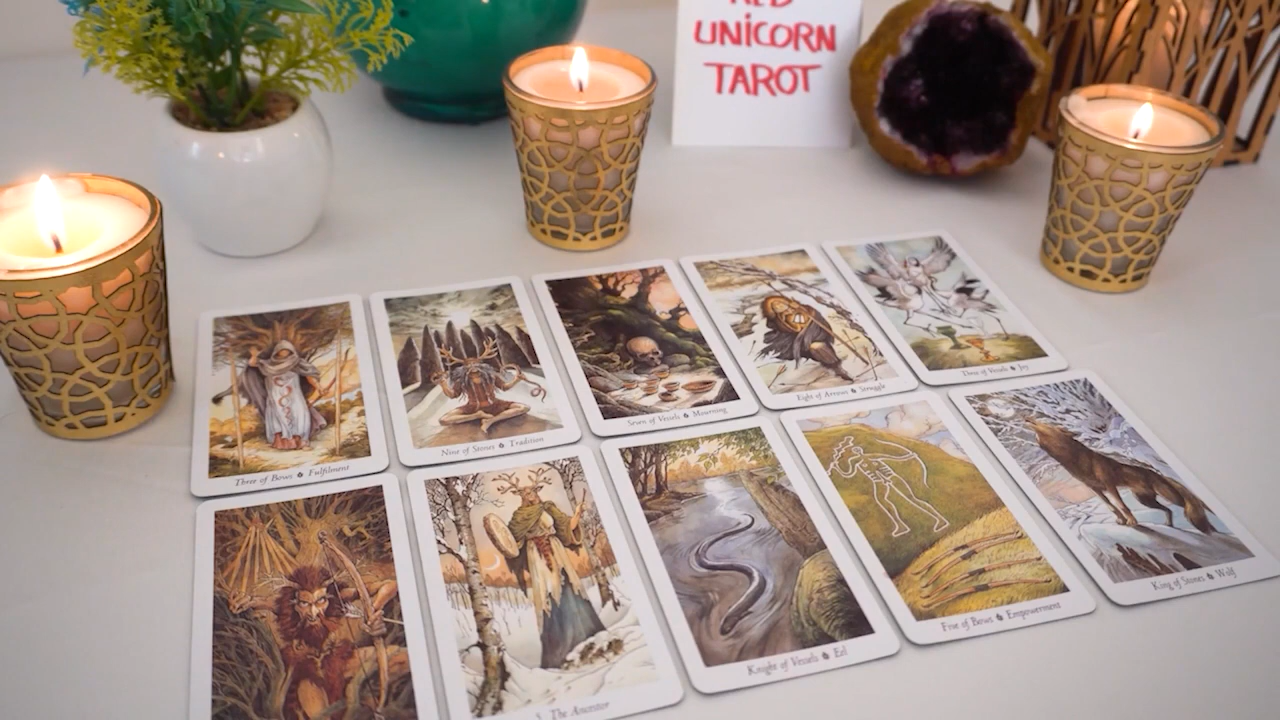 RED
UNICORN
TAROT
Three of Bows Fulfilment
Nine of Stones Tradition
Seven of Vessels Mourning
Eight of Arrows Struggle
Three of Vessels Joy
The Ancestor
Knight of Vessels Eel
Five of Bows Empowerment
King of Stones Wolf